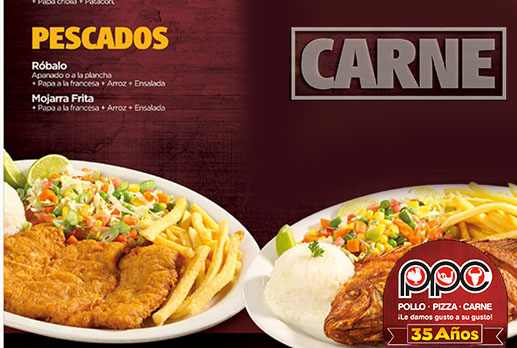 + Papa criolla + Patacón.
PESCADOS
Róbalo
Apanado o a la plancha
+ Papa a la francesa + Arroz + Ensalada
Mojarra Frita
+ Papa a la francesa + Arroz + Ensalada
CARNE
ppc
POLLO · PIZZA · CARNE
¡Le damos gusto a su gusto!
35 Años